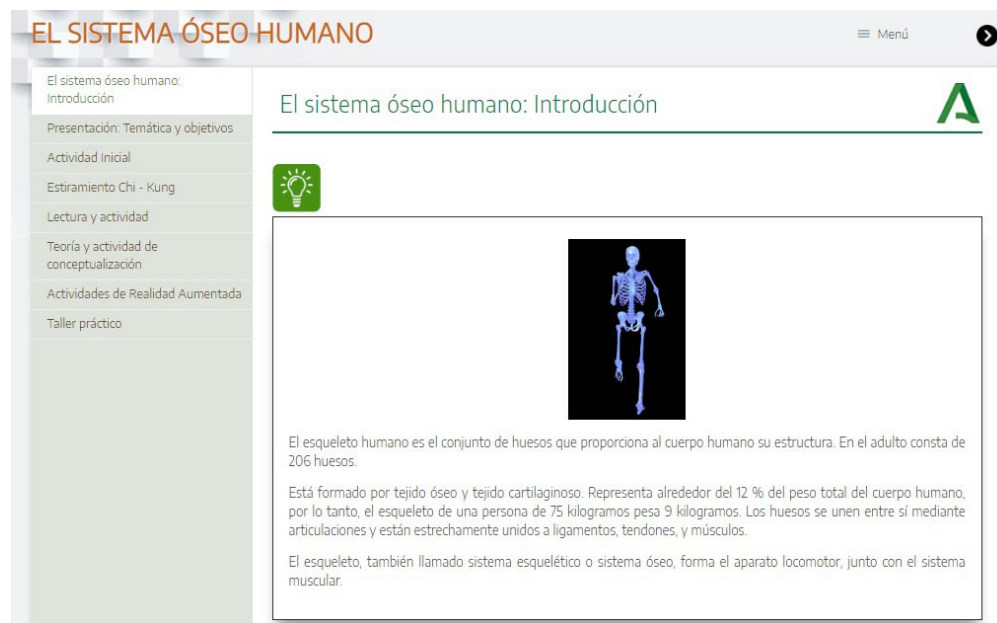 EL SISTEMA ÓSEO HUMANO
Menú
El sistema óseo humano:
Introducción
Presentación: Temática y objetivos
Actividad Inicial
Estiramiento Chi - Kung
Lectura y actividad
Teoría y actividad de
conceptualización
Actividades de Realidad Aumentada
Taller práctico
El sistema óseo humano: Introducción
El esqueleto humano es el conjunto de huesos que proporciona al cuerpo humano su estructura. En el adulto consta de
206 huesos.
Está formado por tejido óseo y tejido cartilaginoso. Representa alrededor del 12 % del peso total del cuerpo humano,
por lo tanto, el esqueleto de una persona de 75 kilogramos pesa 9 kilogramos. Los huesos se unen entre sí mediante
articulaciones y están estrechamente unidos a ligamentos, tendones, y músculos.
El esqueleto, también llamado sistema esquelético o sistema óseo, forma el aparato locomotor, junto con el sistema
muscular.